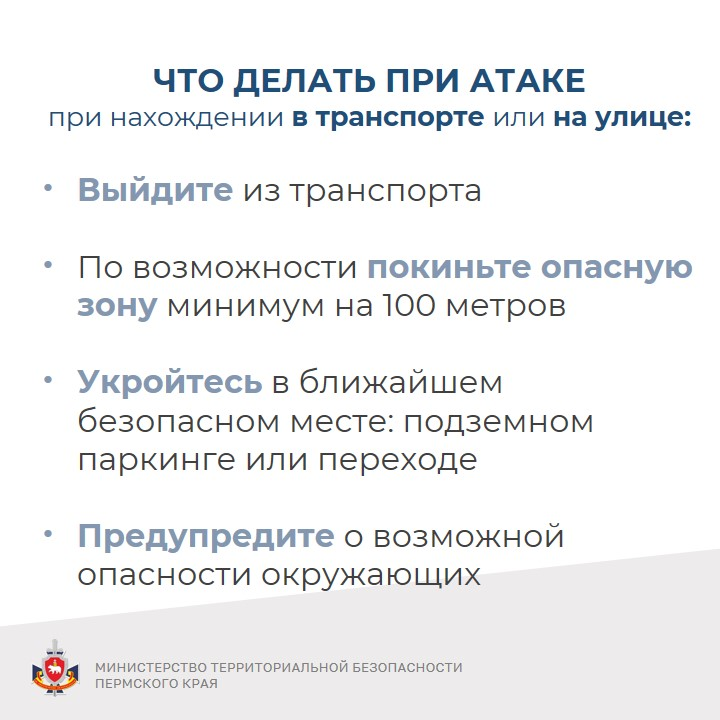 ЧТО ДЕЛАТЬ ПРИ АТАКЕ
при нахождении в транспорте или на улице:
• Выйдите из транспорта
• По возможности покиньте опасную
зону минимум на 100 метров
• Укройтесь в ближайшем
безопасном месте: подземном
паркинге или переходе
• Предупредите о возможной
опасности окружающих
МИНИСТЕРСТВО ТЕРРИТОРИАЛЬНОЙ БЕЗОПАСНОСТИ
ПЕРМСКОГО КРАЯ